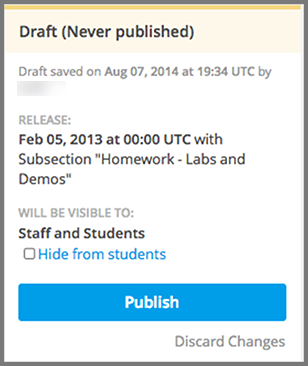 Draft (Never published)
Draft saved on Aug 07, 2014 at 19:34 UTC by
RELEASE:
Feb 05, 2013 at 00:00 UTC with
Subsection "Homework - Labs and
Demos"
WILL BE VISIBLE TO:
Staff and Students
Hide from students
Publish
Discard Changes